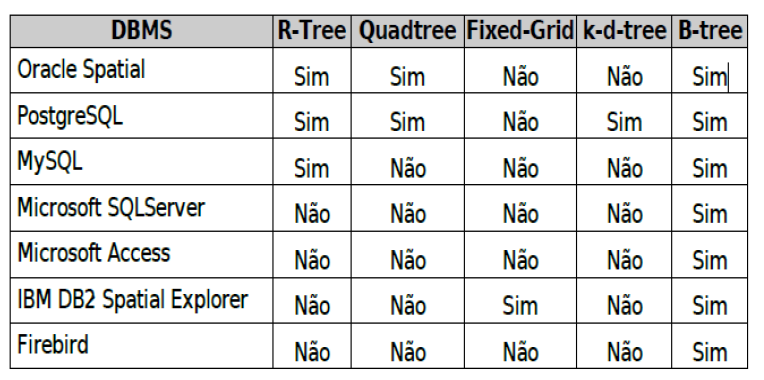 DBMS R-Tree Quadtree Fixed-Grid k-d-tree B-tree
Oracle Spatial Sim Sim Não Não Sim
PostgreSQL Sim Sim Não Sim Sim
MySQL Sim Não Não Não Sim
Microsoft SQLServer Não Não Não Não Sim
Microsoft Access Não Não Não Não Sim
IBM DB2 Spatial Explorer Não Não Sim Não Sim
Firebird Não Não Não Não Sim